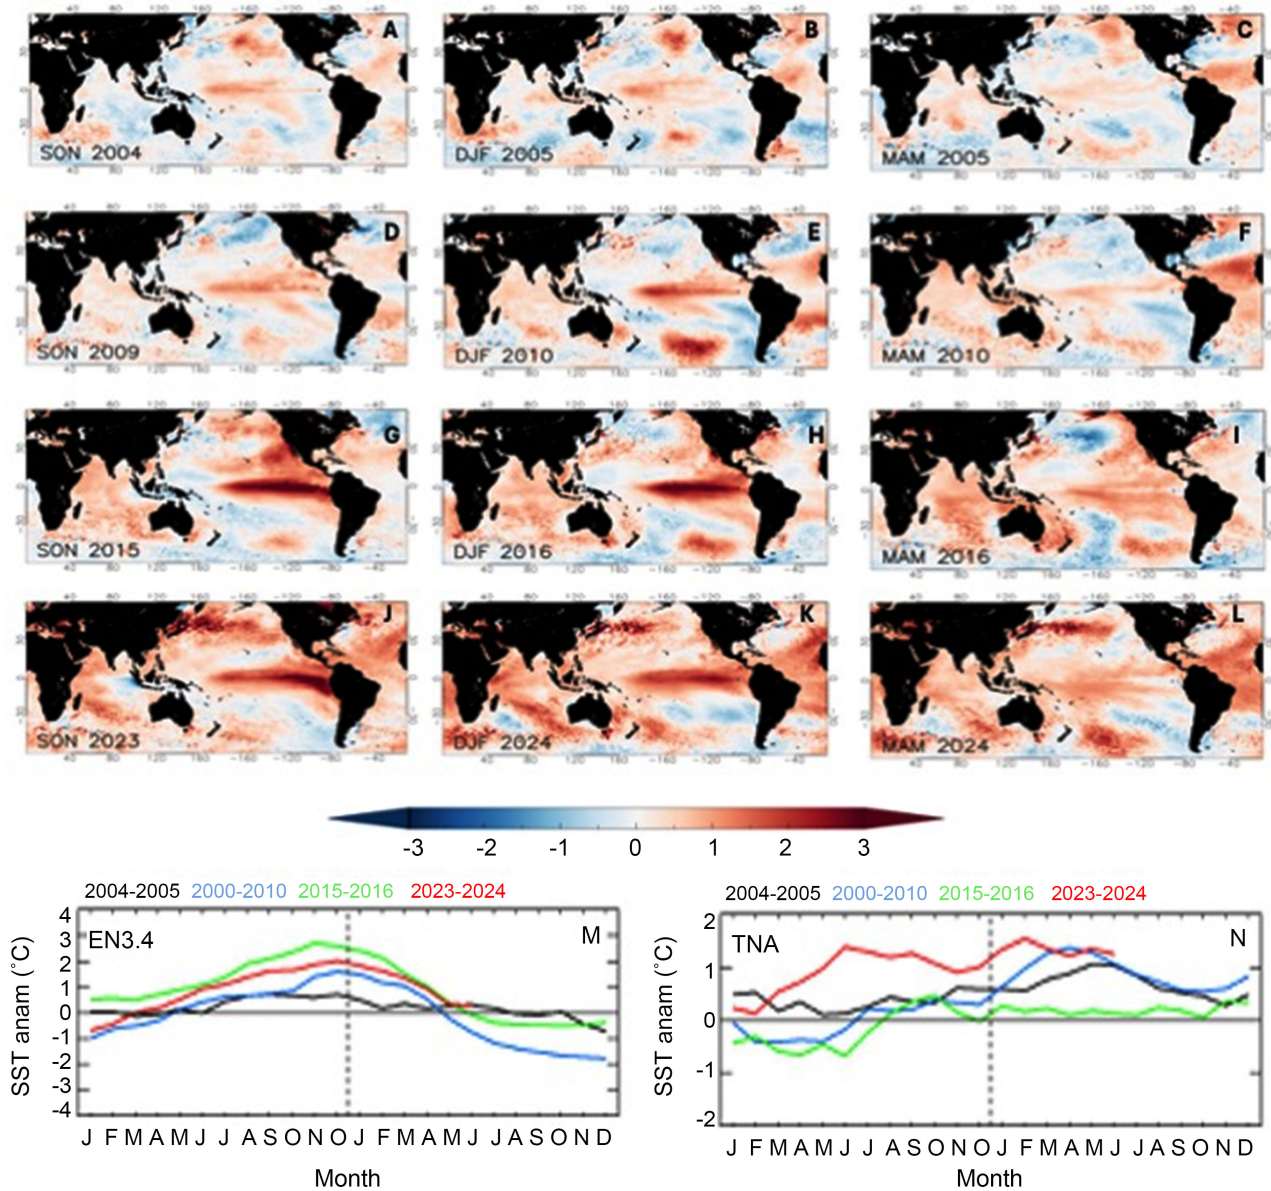 A
SON 2004
B
DJF 2005
C
MAM 2005
D
SON 2009
E
DJF 2010
F
MAM 2010
G
SON 2015
H
DJF 2016
I
MAM 2016
J
SON 2023
K
DJF 2024
L
MAM 2024
-3 -2 -1 0 1 2 3
2004-2005 2000-2010 2015-2016 2023-2024
EN3.4
M
SST anam (°C)
4
3
2
1
0
-1
-2
-3
-4
J F M A M J J A S O N O J F M A M J J A S O N D
Month
2004-2005 2000-2010 2015-2016 2023-2024
TNA
N
SST anam (°C)
2
1
0
-1
-2
J F M A M J J A S O N O J F M A M J J A S O N D
Month